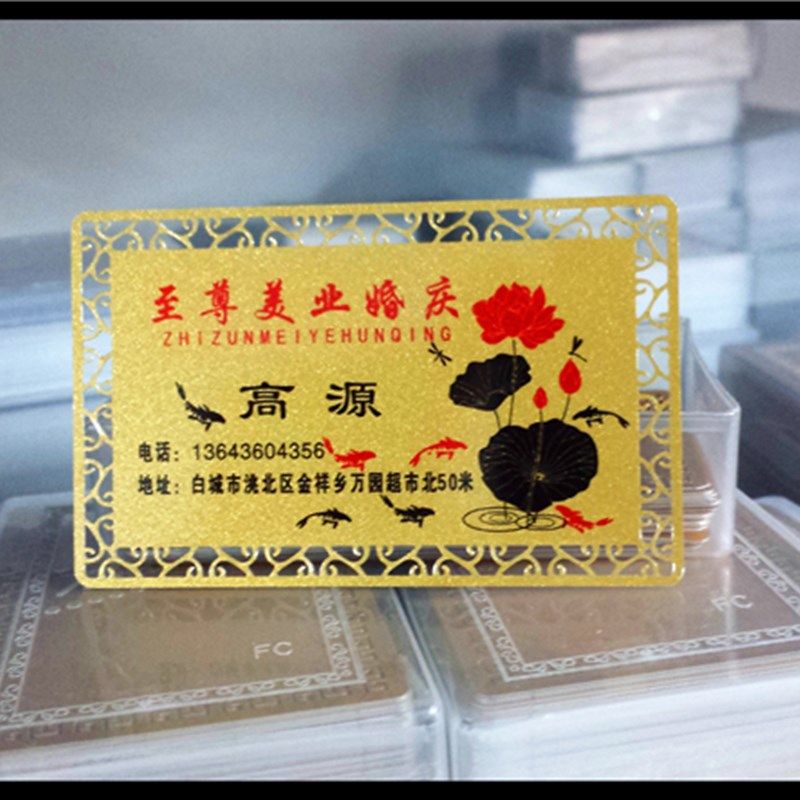 至尊美业婚庆
ZHIZUNMEIYEHUNQING
高源
电话：13643604356
地址：白城市洮北区金祥乡万园超市北50米
FC
FC